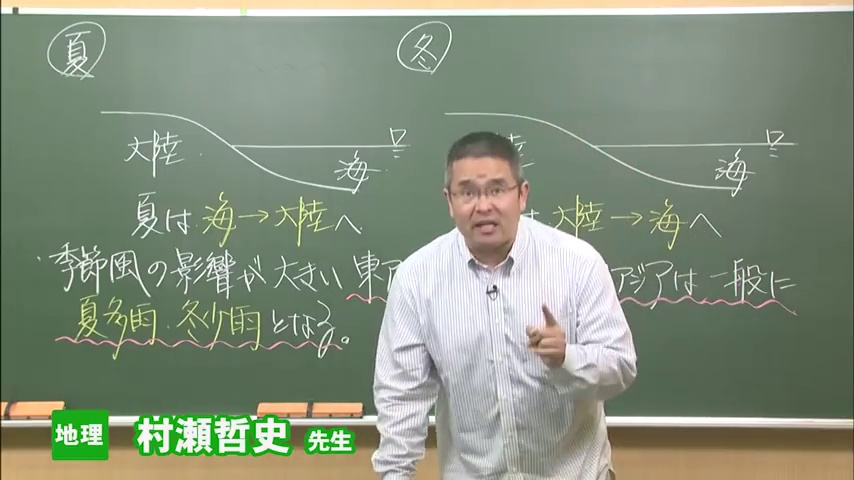 夏
冬
大陸
海
陸
海
夏は 海→大陸へ
は 大陸→海へ
・季節風の影響が大きい東ア
アジアは一般に
夏多雨・冬少雨となる。
地理 村瀬哲史 先生